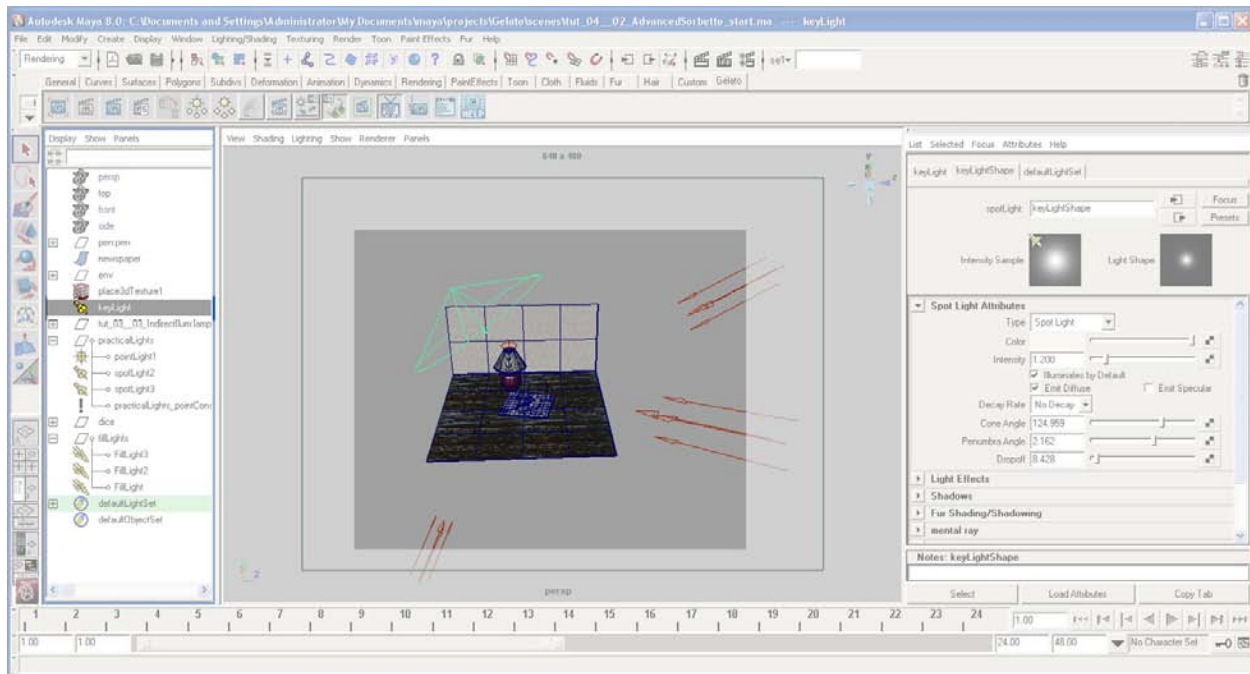 Autodesk Maya 8.0: C:\Documents and Settings\Administrator\My Documents\maya\projects\Gelato\scenes\tut_04__02_AdvancedSorbetto_start.ma --- keyLight
File Edit Modify Create Display Window Lighting/Shading Texturing Render Toon Paint Effects Fur Help
Rendering
sel*
General Curves Surfaces Polygons Subdivs Deformation Animation Dynamics Rendering PaintEffects Toon Cloth Fluids Fur Hair Custom Gelato
Display Show Panels
persp
top
front
side
pen:pen
newspaper
env
place3dTexture1
keyLight
tut_03__03_IndirectIllum:lamp
practicalLights
pointLight1
spotLight2
spotLight3
practicalLights_pointCons
dice
fillLights
FillLight3
FillLight2
FillLight
defaultLightSet
defaultObjectSet
View Shading Lighting Show Renderer Panels
640 x 480
persp
List Selected Focus Attributes Help
keyLight keyLightShape defaultLightSet
spotLight: keyLightShape
Focus
Presets
Intensity Sample
Light Shape
Spot Light Attributes
Type Spot Light
Color
Intensity 1.200
Illuminates by Default
Emit Diffuse Emit Specular
Decay Rate No Decay
Cone Angle 124.959
Penumbra Angle 2.162
Dropoff 8.428
Light Effects
Shadows
Fur Shading/Shadowing
mental ray
Notes: keyLightShape
Select Load Attributes Copy Tab
1 2 3 4 5 6 7 8 9 10 11 12 13 14 15 16 17 18 19 20 21 22 23 24
1.00
1.00 1.00 24.00 48.00 No Character Set